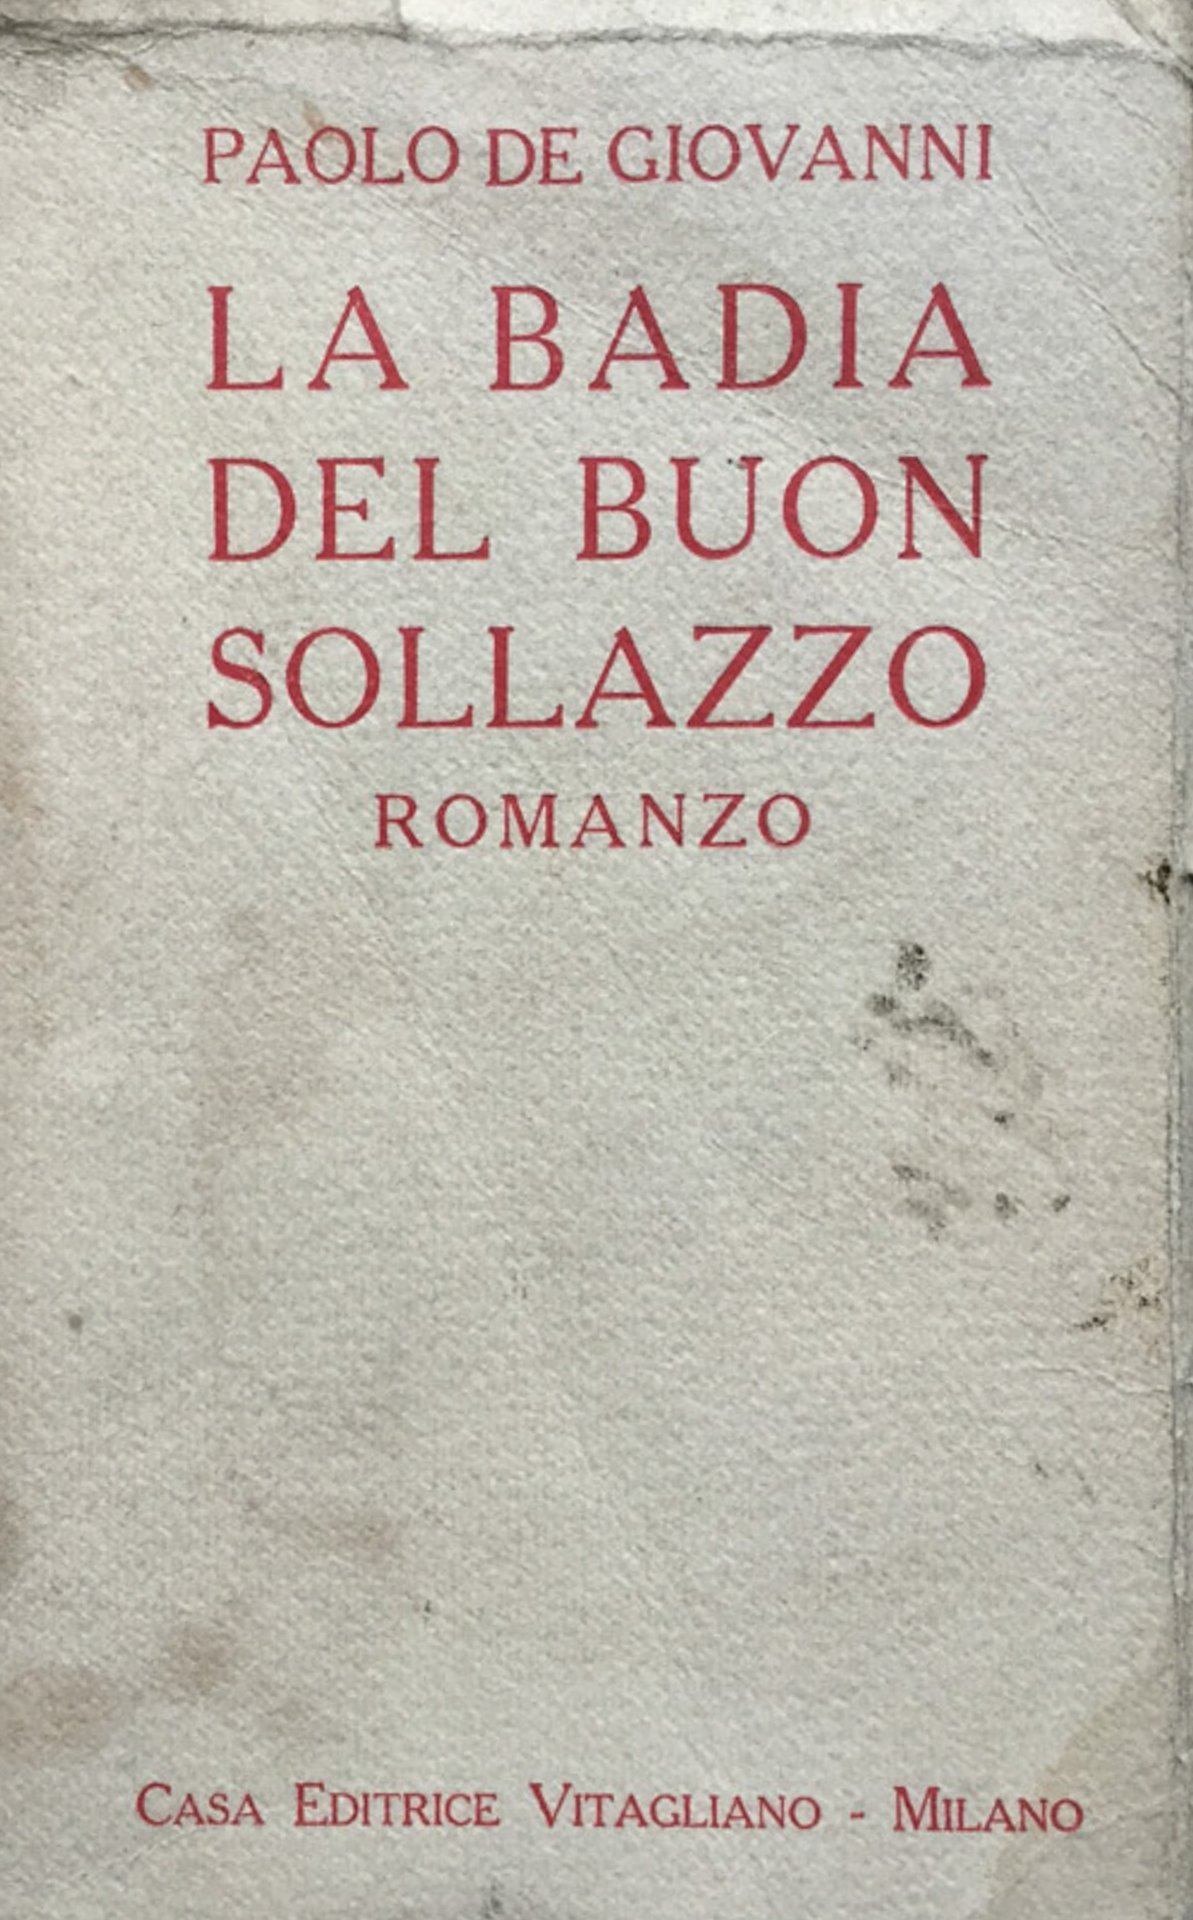 PAOLO DE GIOVANNI
LA BADIA
DEL BUON
SOLLAZZO
ROMANZO
CASA EDITRICE VITAGLIANO - MILANO